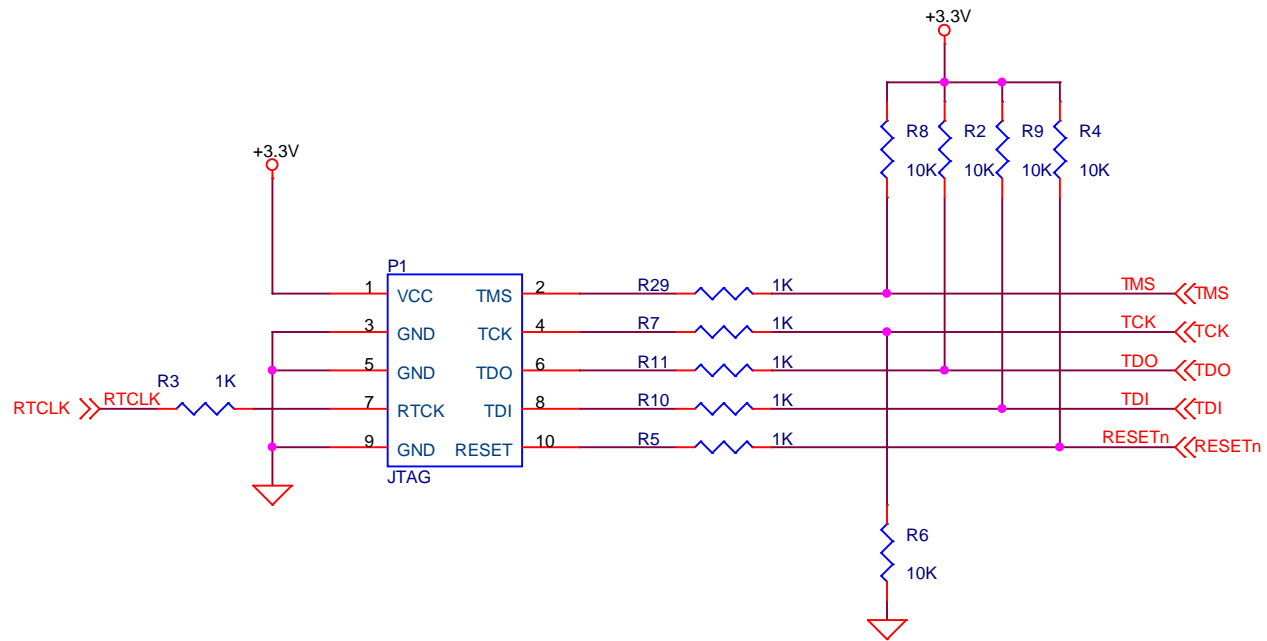 +3.3V
R8 R2 R9 R4
10K 10K 10K 10K
+3.3V
P1
1 VCC TMS 2 R29 1K TMS TMS
3 GND TCK 4 R7 1K TCK TCK
5 GND TDO 6 R11 1K TDO TDO
R3 1K
RTCLK RTCLK 7 RTCK TDI 8 R10 1K TDI TDI
9 GND RESET 10 R5 1K RESETn RESETn
JTAG
R6
10K